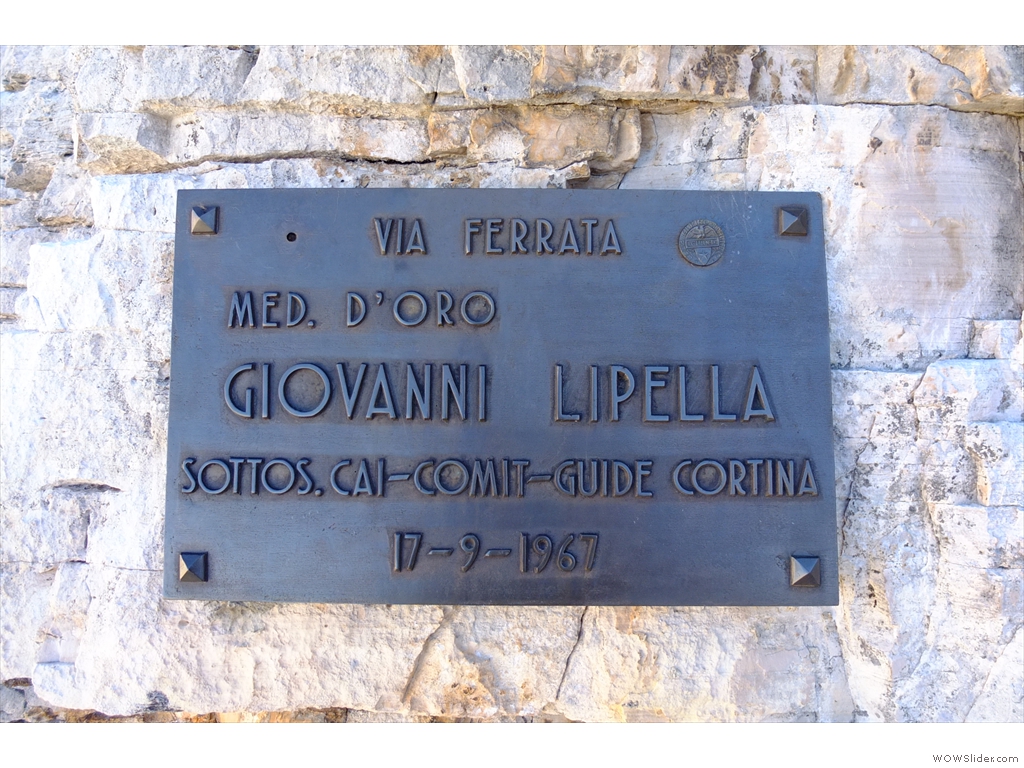 VIA FERRATA
MED. D'ORO
GIOVANNI LIPELLA
SOTTOS. CAI-COMIT-GUIDE CORTINA
17-9-1967
WOWSlider.com